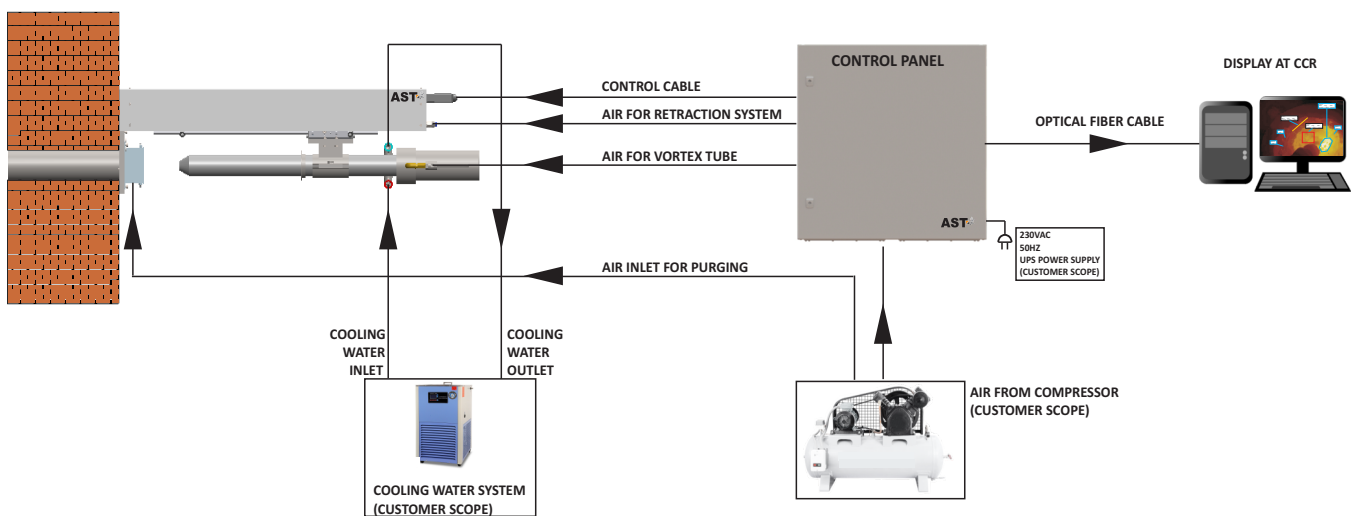 CONTROL PANEL
DISPLAY AT CCR
AST
CONTROL CABLE
AIR FOR RETRACTION SYSTEM
OPTICAL FIBER CABLE
AIR FOR VORTEX TUBE
AST
230VAC
50HZ
UPS POWER SUPPLY
(CUSTOMER SCOPE)
AIR INLET FOR PURGING
COOLING
WATER
INLET
COOLING
WATER
OUTLET
AIR FROM COMPRESSOR
(CUSTOMER SCOPE)
COOLING WATER SYSTEM
(CUSTOMER SCOPE)